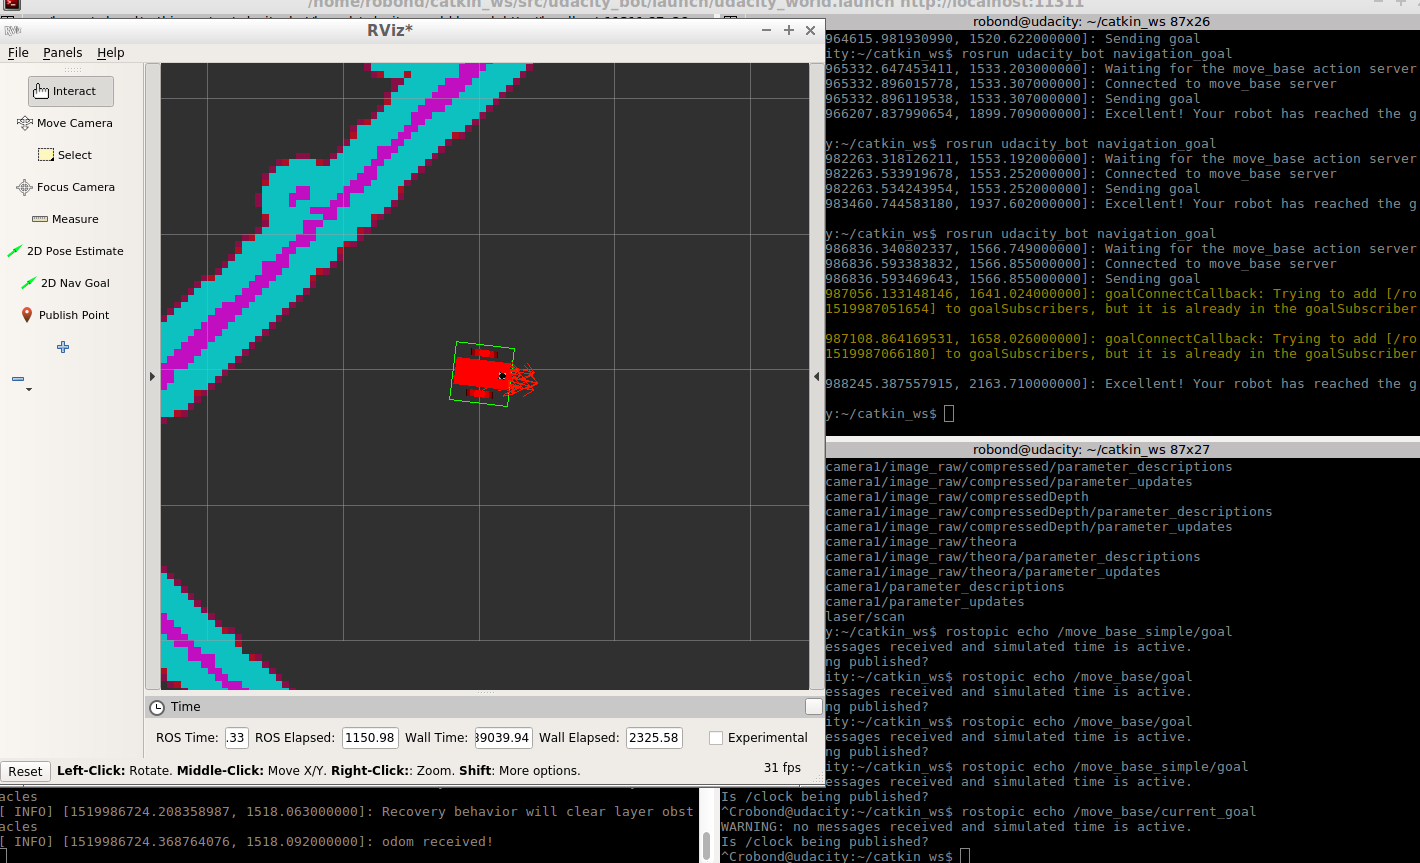 /home/robond/catkin_ws/src/udacity_bot/launch/udacity_world.launch http://localhost:11311
RViz*
File Panels Help
Interact
Move Camera
Select
Focus Camera
Measure
2D Pose Estimate
2D Nav Goal
Publish Point
Time
ROS Time: .33 ROS Elapsed: 1150.98 Wall Time: 39039.94 Wall Elapsed: 2325.58 Experimental
Reset Left-Click: Rotate. Middle-Click: Move X/Y. Right-Click:: Zoom. Shift: More options. 31 fps
robond@udacity: ~/catkin_ws 87x26
964615.981930990, 1520.622000000]: Sending goal
ity:~/catkin_ws$ rosrun udacity_bot navigation_goal
965332.647453411, 1533.203000000]: Waiting for the move_base action server
965332.896015778, 1533.307000000]: Connected to move_base server
965332.896119538, 1533.307000000]: Sending goal
966207.837990654, 1899.709000000]: Excellent! Your robot has reached the g
y:~/catkin_ws$ rosrun udacity_bot navigation_goal
982263.318126211, 1553.192000000]: Waiting for the move_base action server
982263.533919678, 1553.252000000]: Connected to move_base server
982263.534243954, 1553.252000000]: Sending goal
983460.744583180, 1937.602000000]: Excellent! Your robot has reached the g
y:~/catkin_ws$ rosrun udacity_bot navigation_goal
986836.340802337, 1566.749000000]: Waiting for the move_base action server
986836.593383832, 1566.855000000]: Connected to move_base server
986836.593469643, 1566.855000000]: Sending goal
987056.133148146, 1641.024000000]: goalConnectCallback: Trying to add [/ro
1519987051654] to goalSubscribers, but it is already in the goalSubscriber
987108.864169531, 1658.026000000]: goalConnectCallback: Trying to add [/ro
1519987066180] to goalSubscribers, but it is already in the goalSubscriber
988245.387557915, 2163.710000000]: Excellent! Your robot has reached the g
y:~/catkin_ws$
robond@udacity: ~/catkin_ws 87x27
camera1/image_raw/compressed/parameter_descriptions
camera1/image_raw/compressed/parameter_updates
camera1/image_raw/compressedDepth
camera1/image_raw/compressedDepth/parameter_descriptions
camera1/image_raw/compressedDepth/parameter_updates
camera1/image_raw/theora
camera1/image_raw/theora/parameter_descriptions
camera1/image_raw/theora/parameter_updates
camera1/parameter_descriptions
camera1/parameter_updates
laser/scan
y:~/catkin_ws$ rostopic echo /move_base_simple/goal
essages received and simulated time is active.
ng published?
y:~/catkin_ws$ rostopic echo /move_base/goal
essages received and simulated time is active.
ng published?
ity:~/catkin_ws$ rostopic echo /move_base/goal
essages received and simulated time is active.
ng published?
ity:~/catkin_ws$ rostopic echo /move_base_simple/goal
essages received and simulated time is active.
Is /clock being published?
^Crobond@udacity:~/catkin_ws$ rostopic echo /move_base/current_goal
WARNING: no messages received and simulated time is active.
Is /clock being published?
^Crobond@udacity:~/catkin_ws$
acles
[ INFO] [1519986724.208358987, 1518.063000000]: Recovery behavior will clear layer obst
acles
[ INFO] [1519986724.368764076, 1518.092000000]: odom received!